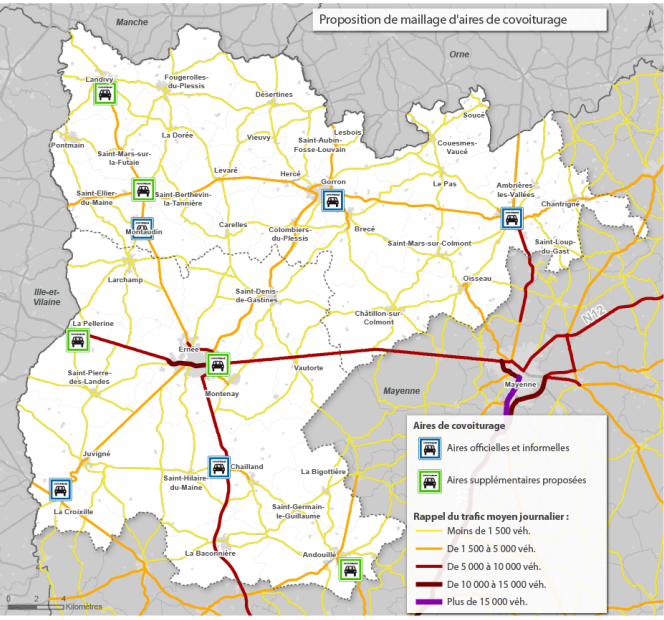 Proposition de maillage d'aires de covoiturage
N
Manche
Orne
Landivy
Fougerolles-
du-Plessis
Désertines
Soucé
Lesbois
Pontmain
La Dorée
Vieuvy
Saint-Aubin-
Fosse-Louvain
Couesmes-
Vaucé
Saint-Mars-sur-
la-Futaie
Levaré
Hercé
Gorron
Le Pas
Ambrières
les-Vallées
Saint-Ellier-
du-Maine
Saint-Berthevin-
la-Tannière
Chantrigné
Montaudin
Carelles
Colombiers-
du-Plessis
Brecé
Saint-Mars-sur-Colmont
Saint-Loup-
du-Gast
Larchamp
Oisseau
Ille-et-
Vilaine
Saint-Denis-
de-Gastines
Châtillon-sur-
Colmont
N12
La Pellerine
Ernée
Saint-Pierre-
des-Landes
Vautorte
Montenay
Mayenne
Mayenne
Juvigné
Chailland
La Bigottière
Saint-Hilaire-
du-Maine
La Croixille
Saint-Germain-
le-Guillaume
La Baconnière
Andouillé
Aires de covoiturage
Aires officielles et informelles
Aires supplémentaires proposées
Rappel du trafic moyen journalier :
Moins de 1 500 véh.
De 1 500 à 5 000 véh.
De 5 000 à 10 000 véh.
De 10 000 à 15 000 véh.
Plus de 15 000 véh.
0 2 4
Kilomètres